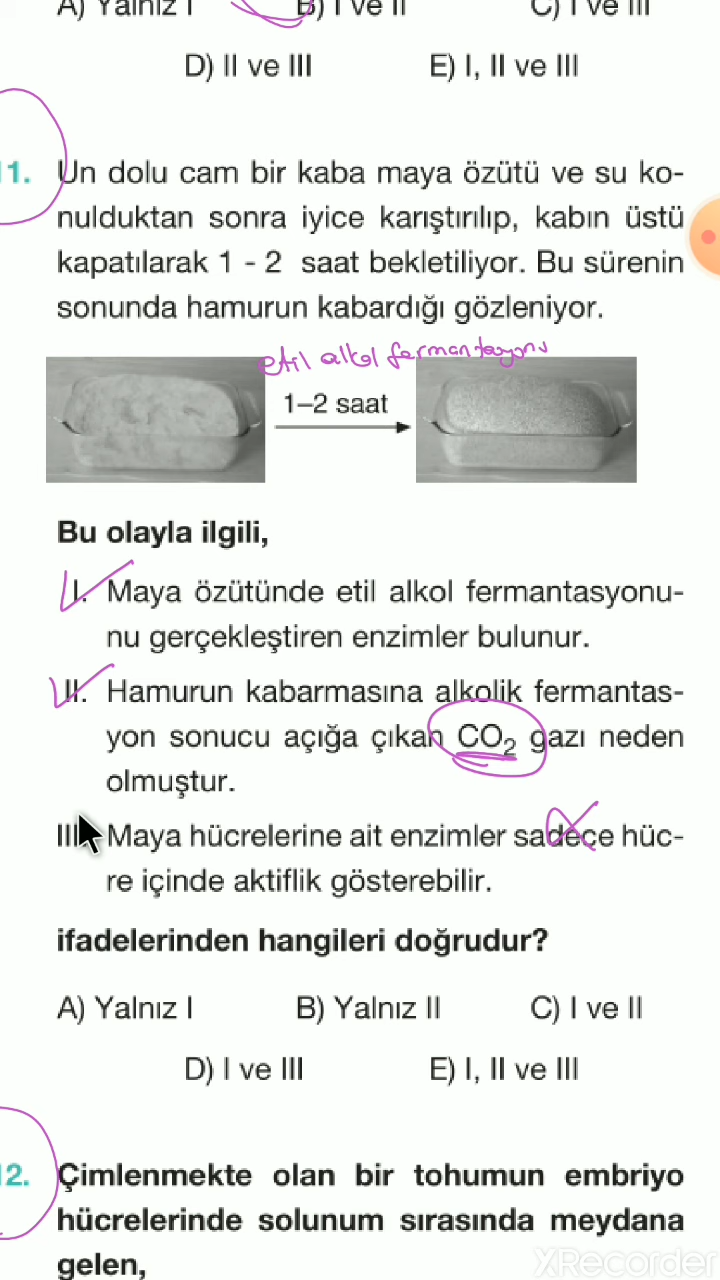 A) Yalnız I B) I ve II C) I ve III
D) II ve III E) I, II ve III
11. Un dolu cam bir kaba maya özütü ve su ko-
nulduktan sonra iyice karıştırılıp, kabın üstü
kapatılarak 1 - 2 saat bekletiliyor. Bu sürenin
sonunda hamurun kabardığı gözleniyor.
etil alkol fermantasyonu
1–2 saat
Bu olayla ilgili,
I. Maya özütünde etil alkol fermantasyonu-
nu gerçekleştiren enzimler bulunur.
II. Hamurun kabarmasına alkolik fermantas-
yon sonucu açığa çıkan CO₂ gazı neden
olmuştur.
III. Maya hücrelerine ait enzimler sadece hüc-
re içinde aktiflik gösterebilir.
ifadelerinden hangileri doğrudur?
A) Yalnız I B) Yalnız II C) I ve II
D) I ve III E) I, II ve III
12. Çimlenmekte olan bir tohumun embriyo
hücrelerinde solunum sırasında meydana
gelen,
XRecorder